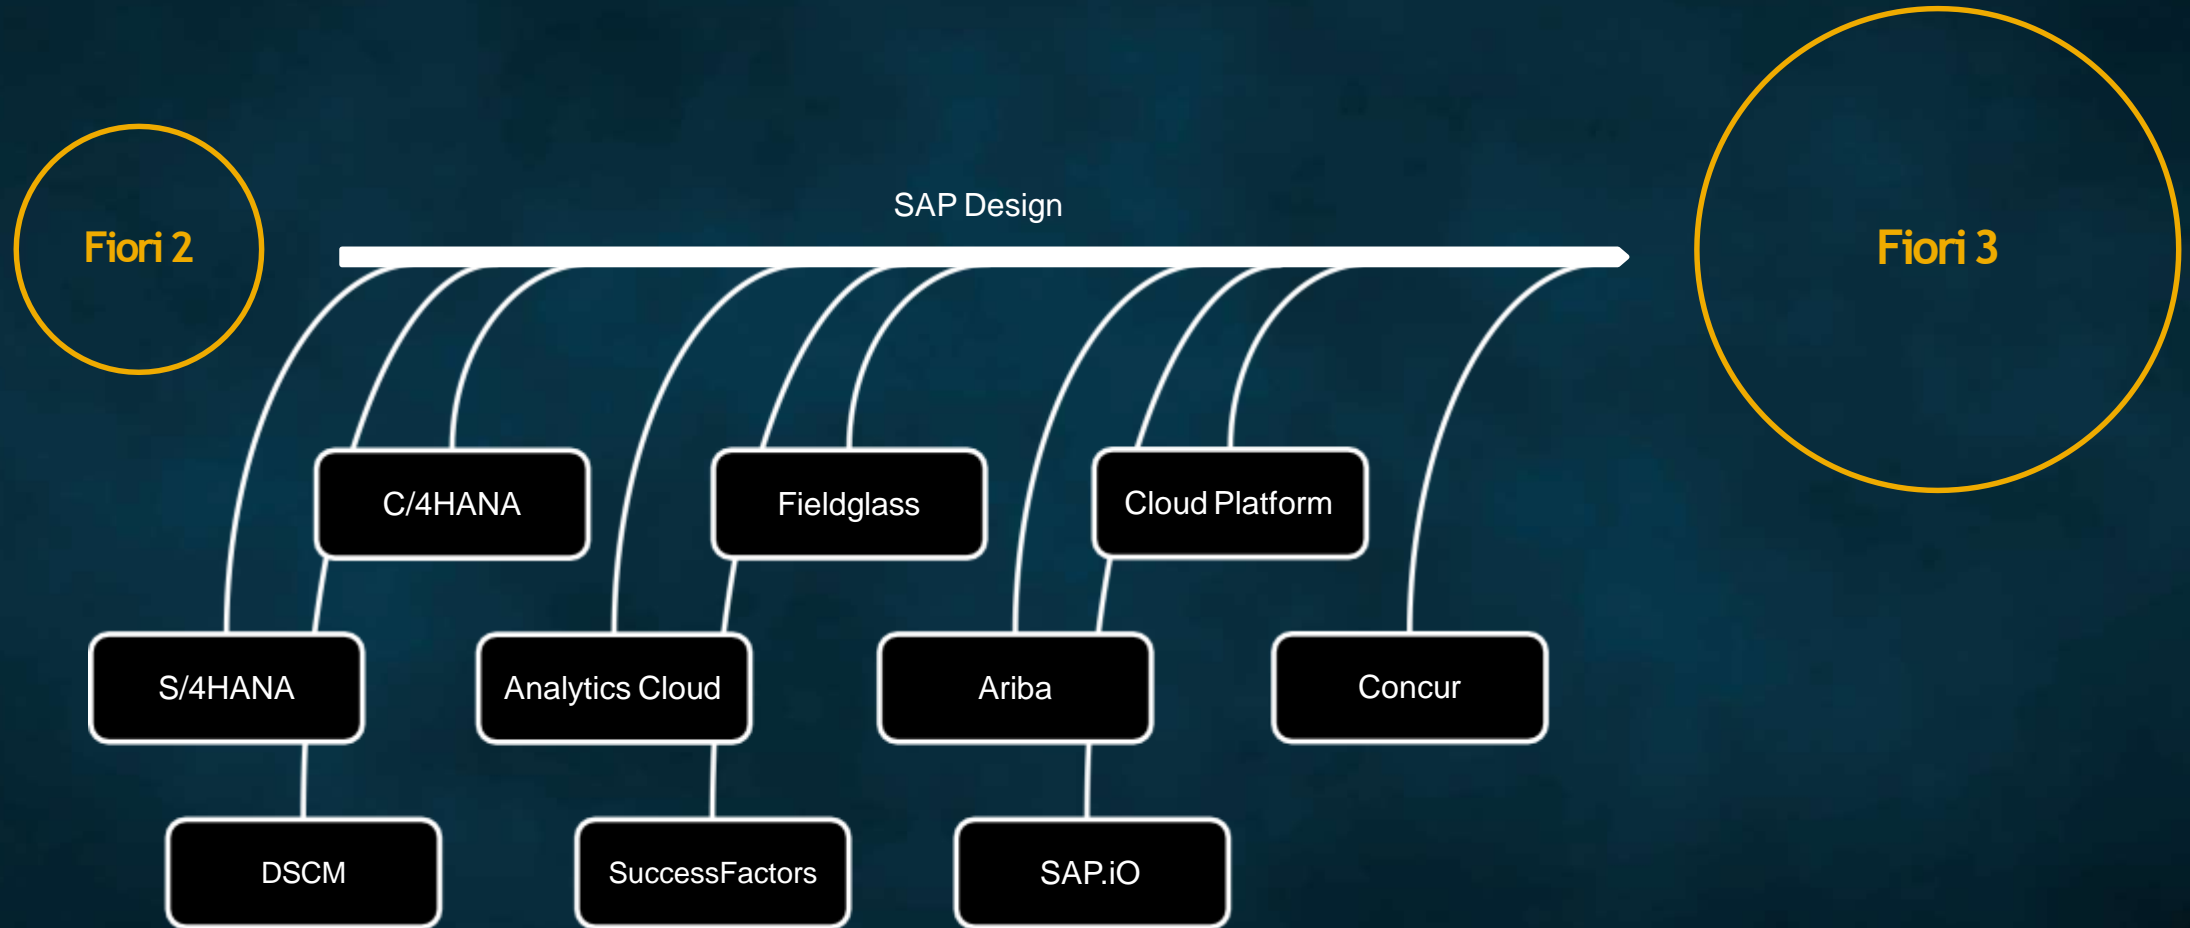 SAP Design
Fiori 2
Fiori 3
C/4HANA
Fieldglass
Cloud Platform
S/4HANA
Analytics Cloud
Ariba
Concur
DSCM
SuccessFactors
SAP.iO